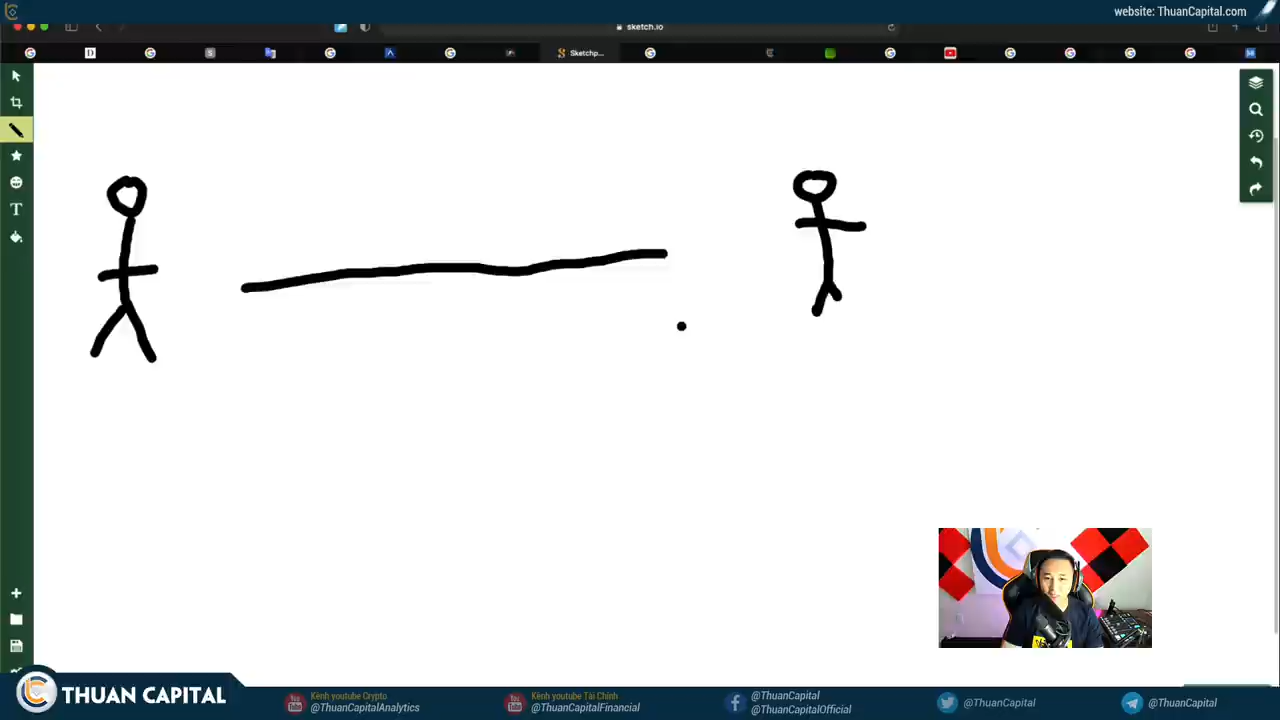 website: ThuanCapital.com
sketch.io
Sketchp...
THUAN CAPITAL
Kênh youtube Crypto
@ThuanCapitalAnalytics
Kênh youtube Tài Chính
@ThuanCapitalFinancial
@ThuanCapital
@ThuanCapitalOfficial
@ThuanCapital
@ThuanCapital